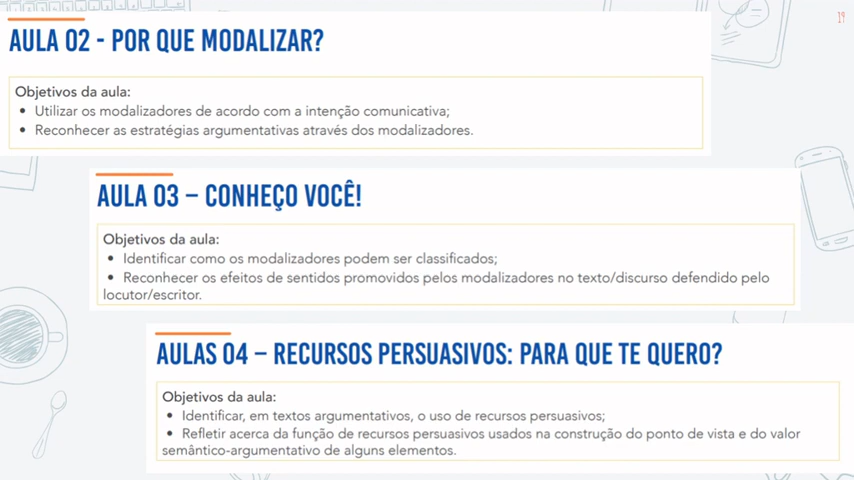 19
AULA 02 - POR QUE MODALIZAR?
Objetivos da aula:
• Utilizar os modalizadores de acordo com a intenção comunicativa;
• Reconhecer as estratégias argumentativas através dos modalizadores.
AULA 03 – CONHEÇO VOCÊ!
Objetivos da aula:
• Identificar como os modalizadores podem ser classificados;
• Reconhecer os efeitos de sentidos promovidos pelos modalizadores no texto/discurso defendido pelo
locutor/escritor.
AULAS 04 – RECURSOS PERSUASIVOS: PARA QUE TE QUERO?
Objetivos da aula:
• Identificar, em textos argumentativos, o uso de recursos persuasivos;
• Refletir acerca da função de recursos persuasivos usados na construção do ponto de vista e do valor
semântico-argumentativo de alguns elementos.